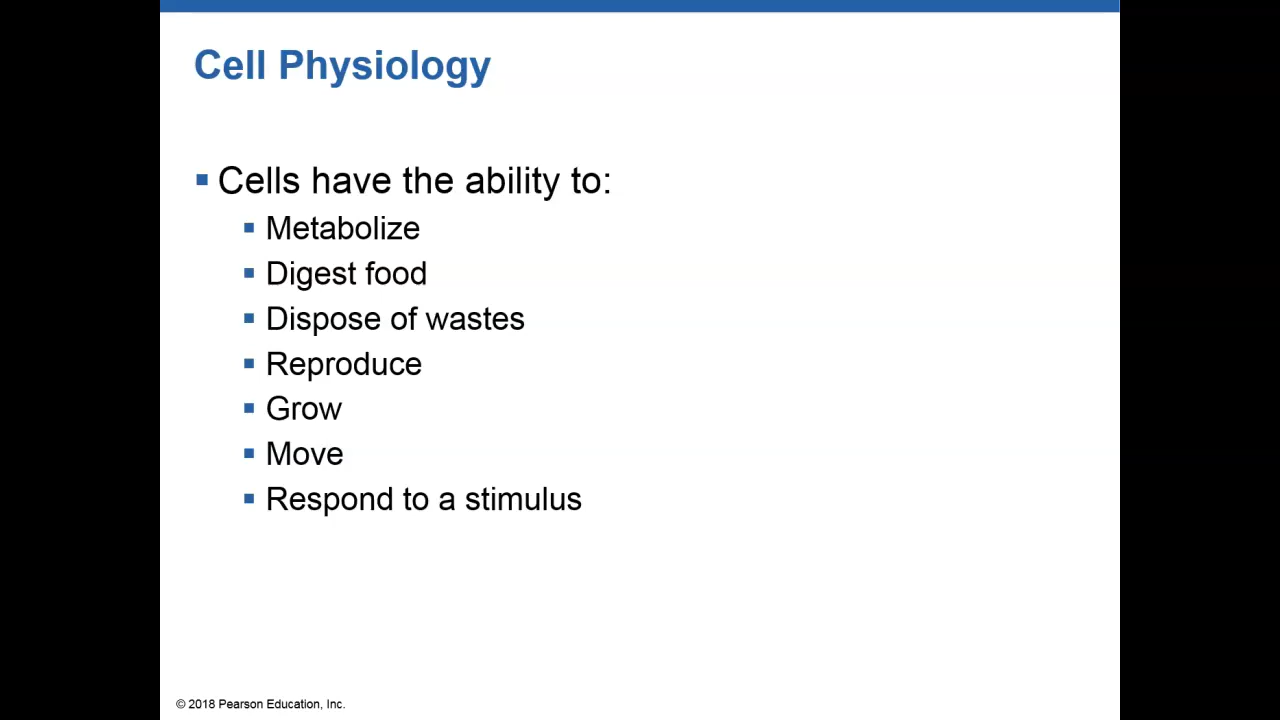 Cell Physiology
▪ Cells have the ability to:
▪ Metabolize
▪ Digest food
▪ Dispose of wastes
▪ Reproduce
▪ Grow
▪ Move
▪ Respond to a stimulus
© 2018 Pearson Education, Inc.